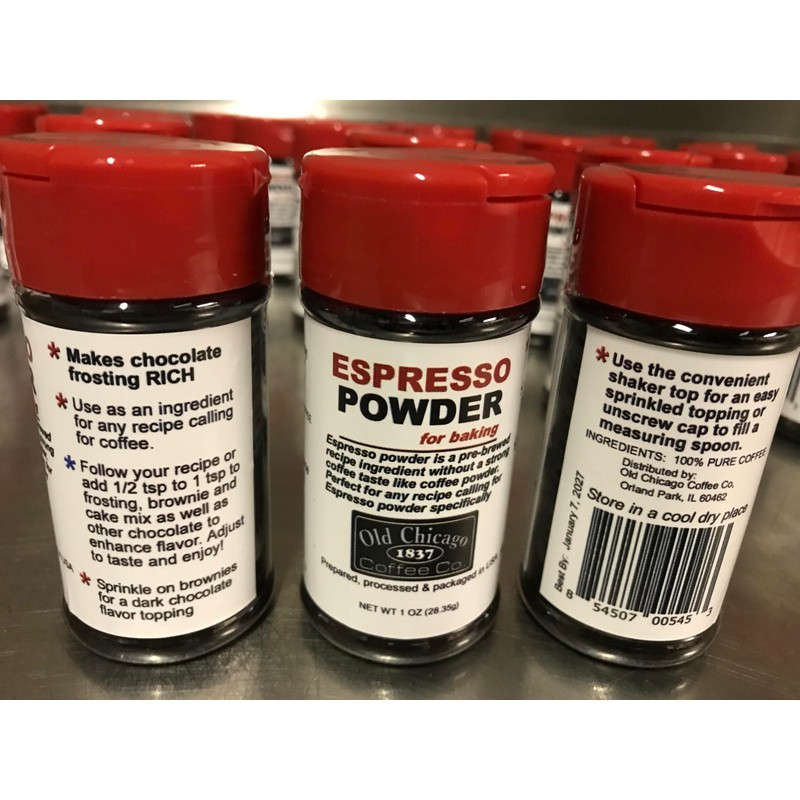 * Makes chocolate
frosting RICH
* Use as an ingredient
for any recipe calling
for coffee.
* Follow your recipe or
add 1/2 tsp to 1 tsp to
frosting, brownie and
cake mix as well as
other chocolate to
enhance flavor. Adjust
to taste and enjoy!
* Sprinkle on brownies
for a dark chocolate
flavor topping
USA
ESPRESSO
POWDER
for baking
Espresso powder is a pre-brewed
recipe ingredient without a strong
coffee taste like coffee powder.
Perfect for any recipe calling for
Espresso powder specifically
Old Chicago
1837
Coffee Co.
Prepared, processed & packaged in USA
NET WT 1 OZ (28.35g)
* Use the convenient
shaker top for an easy
sprinkled topping or
unscrew cap to fill a
measuring spoon.
INGREDIENTS: 100% PURE COFFEE
Distributed by:
Old Chicago Coffee Co,
Orland Park, IL 60462
Store in a cool dry place
Best By: January 7, 2027
8 54507 00545 3